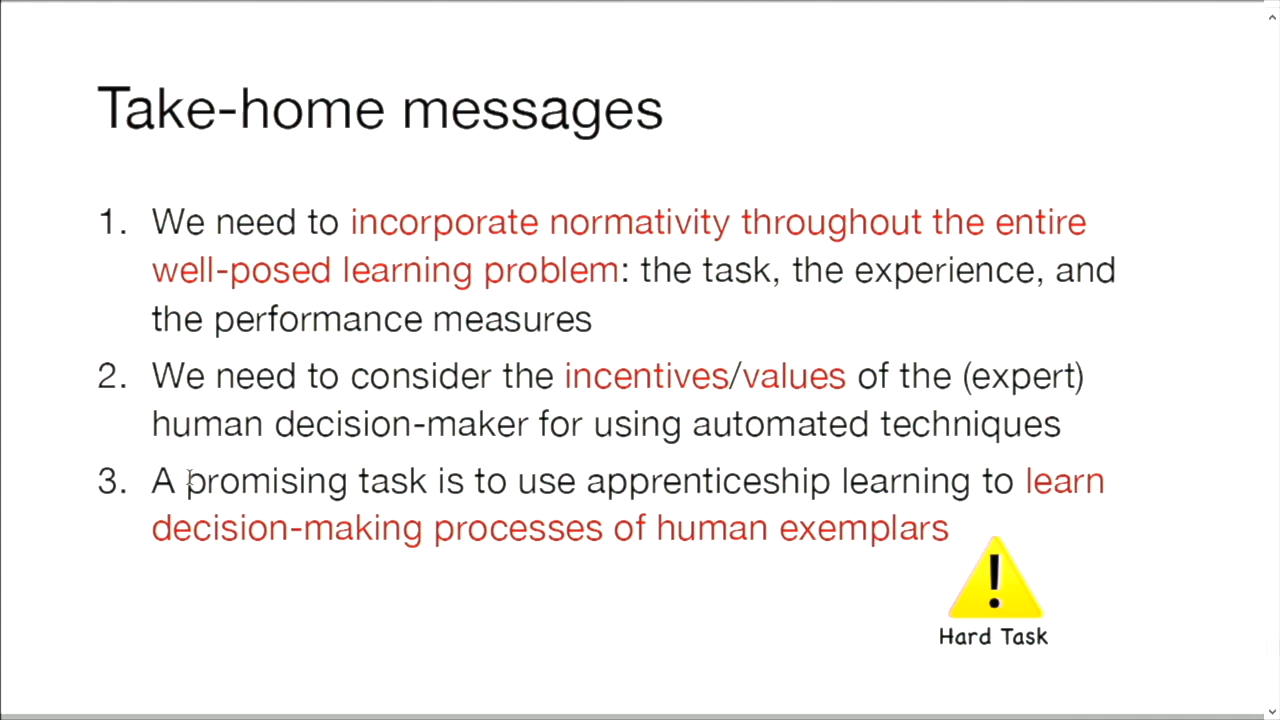 Take-home messages
1. We need to incorporate normativity throughout the entire
well-posed learning problem: the task, the experience, and
the performance measures
2. We need to consider the incentives/values of the (expert)
human decision-maker for using automated techniques
3. A promising task is to use apprenticeship learning to learn
decision-making processes of human exemplars
!
Hard Task